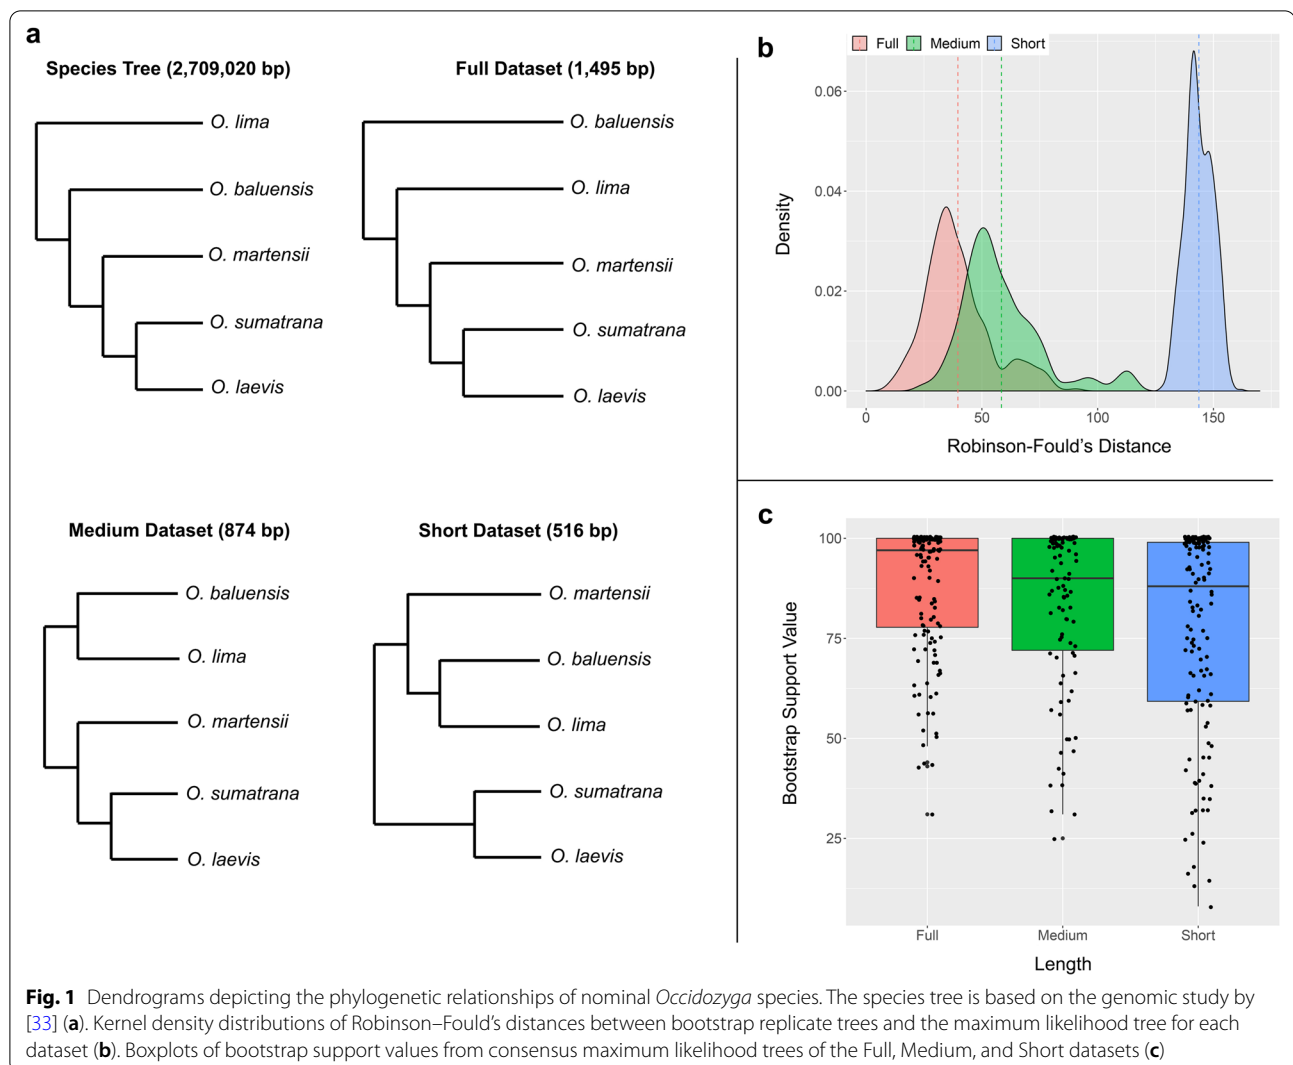 a
Species Tree (2,709,020 bp)
O. lima
O. baluensis
O. martensii
O. sumatrana
O. laevis
Full Dataset (1,495 bp)
O. baluensis
O. lima
O. martensii
O. sumatrana
O. laevis
Medium Dataset (874 bp)
O. baluensis
O. lima
O. martensii
O. sumatrana
O. laevis
Short Dataset (516 bp)
O. martensii
O. baluensis
O. lima
O. sumatrana
O. laevis
b
Full Medium Short
Density
0.06
0.04
0.02
0.00
0 50 100 150
Robinson-Fould's Distance
c
Bootstrap Support Value
100
75
50
25
Full Medium Short
Length
Fig. 1 Dendrograms depicting the phylogenetic relationships of nominal Occidozyga species. The species tree is based on the genomic study by
[33] (a). Kernel density distributions of Robinson–Fould's distances between bootstrap replicate trees and the maximum likelihood tree for each
dataset (b). Boxplots of bootstrap support values from consensus maximum likelihood trees of the Full, Medium, and Short datasets (c)